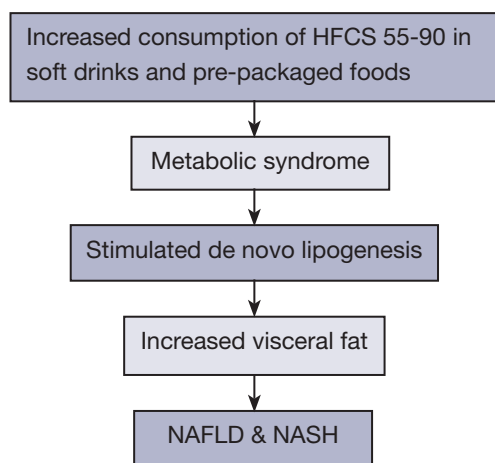 Increased consumption of HFCS 55-90 in
soft drinks and pre-packaged foods
Metabolic syndrome
Stimulated de novo lipogenesis
Increased visceral fat
NAFLD & NASH